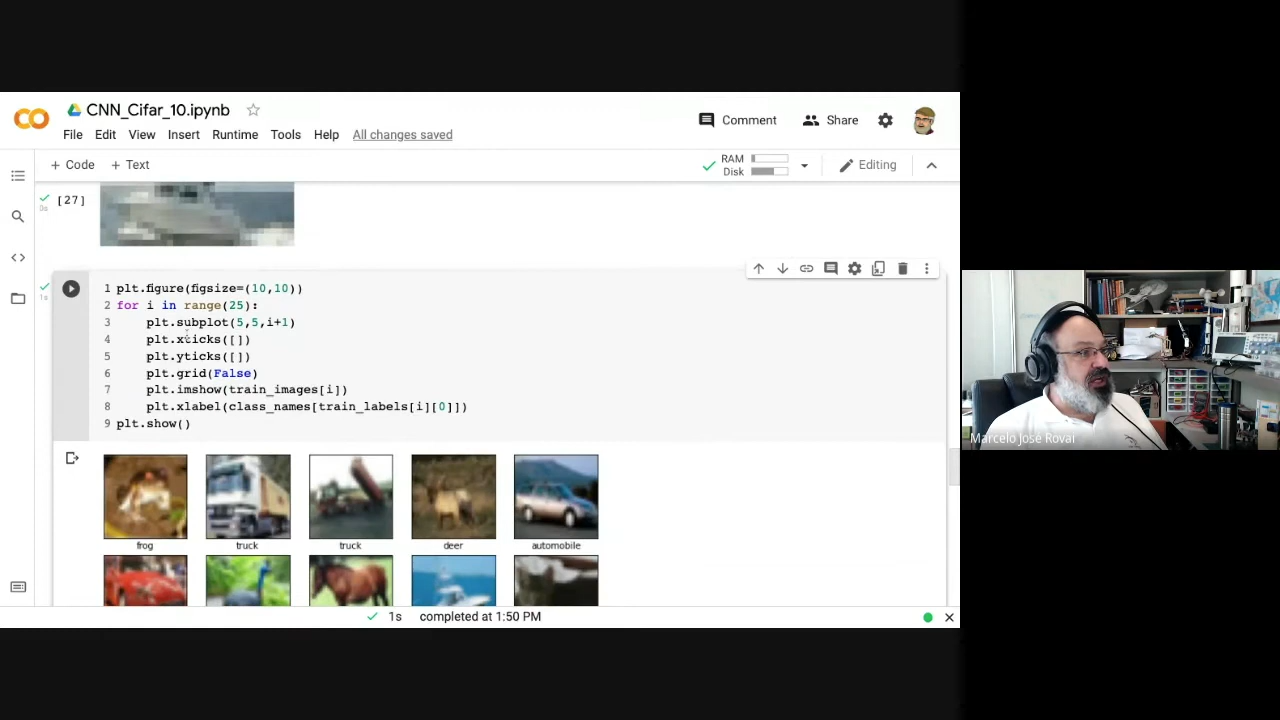 CNN_Cifar_10.ipynb
Comment
Share
File Edit View Insert Runtime Tools Help All changes saved
+ Code + Text
RAM
Disk
Editing
[27]
0s
1s
1 plt.figure(figsize=(10,10))
2 for i in range(25):
3 plt.subplot(5,5,i+1)
4 plt.xticks([])
5 plt.yticks([])
6 plt.grid(False)
7 plt.imshow(train_images[i])
8 plt.xlabel(class_names[train_labels[i][0]])
9 plt.show()
frog truck truck deer automobile
1s completed at 1:50 PM
Marcelo José Rovai